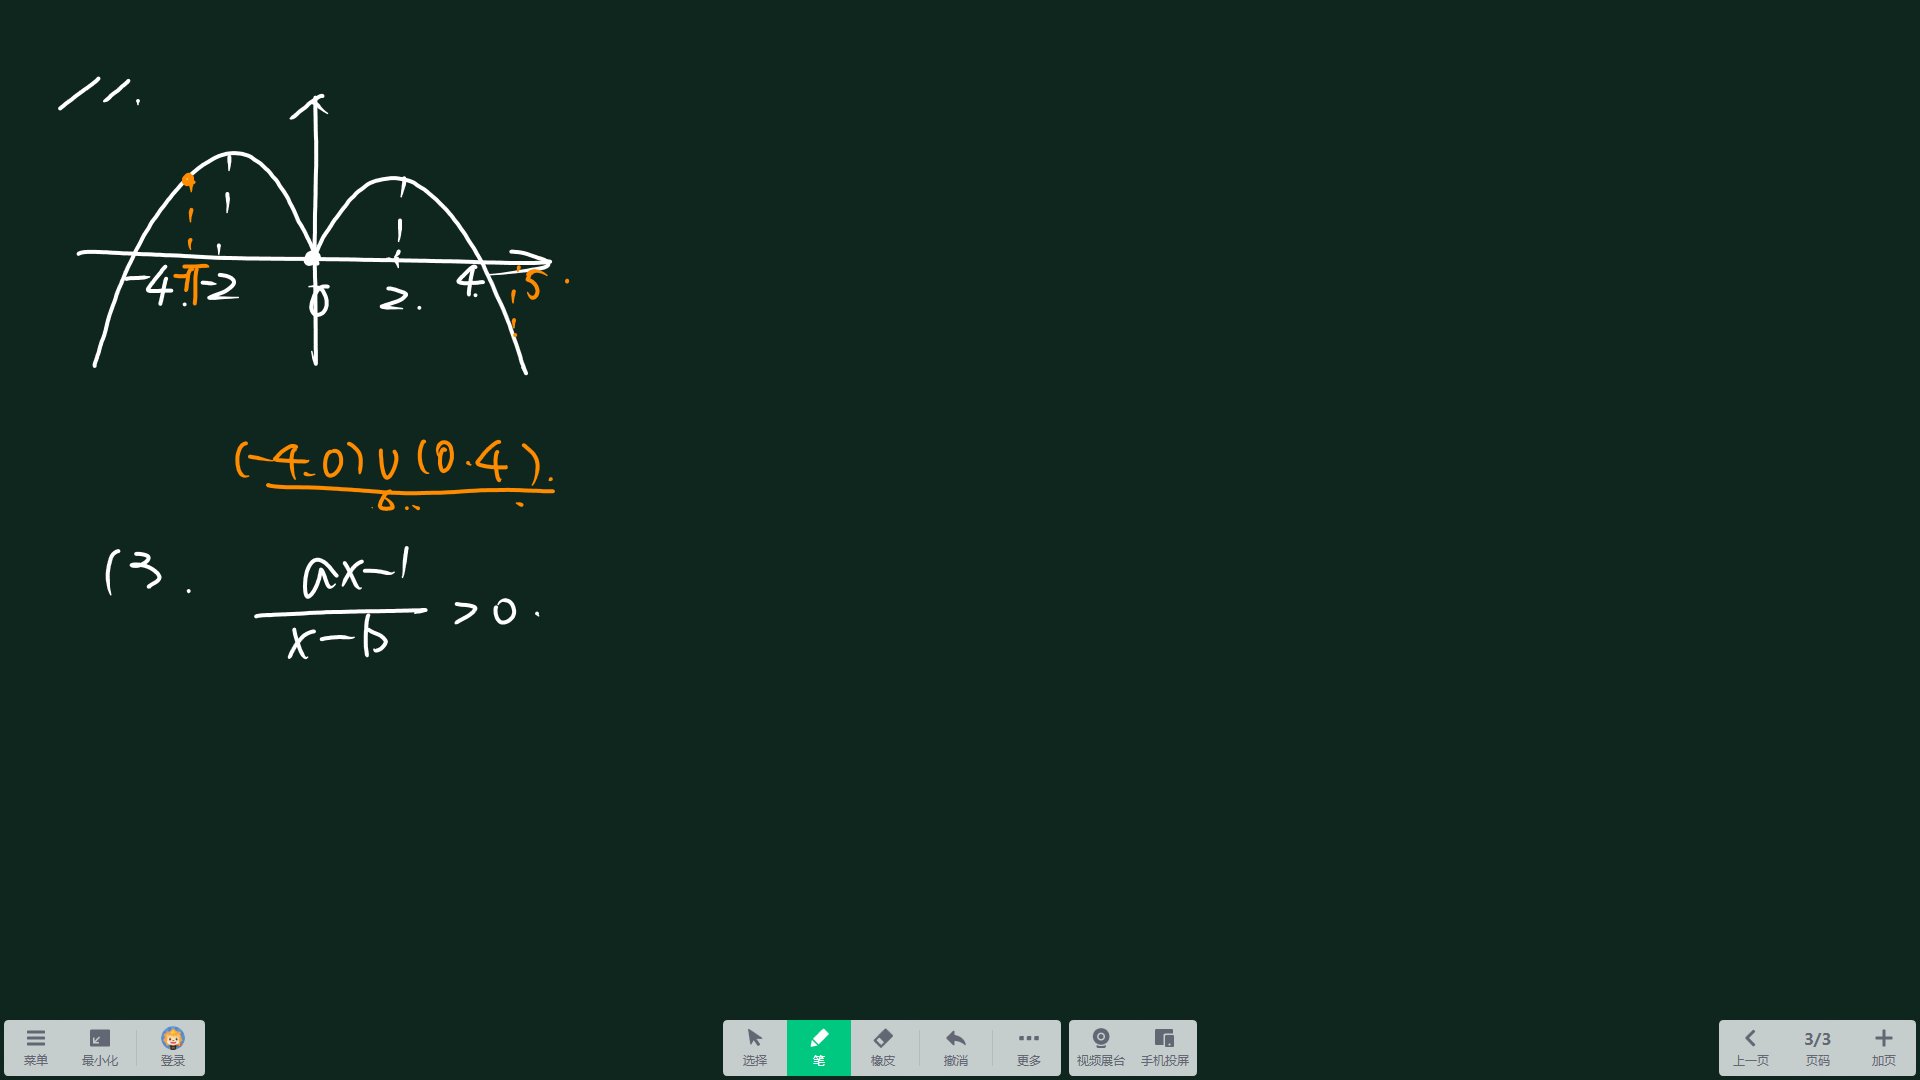 11.
-4. -π -2 0 2. 4. 5.
(-4.0)∪(0.4).
13. ax-1
x-b >0.
菜单 最小化 登录 选择 笔 橡皮 撤消 更多 视频展台 手机投屏 上一页 3/3 页码 加页